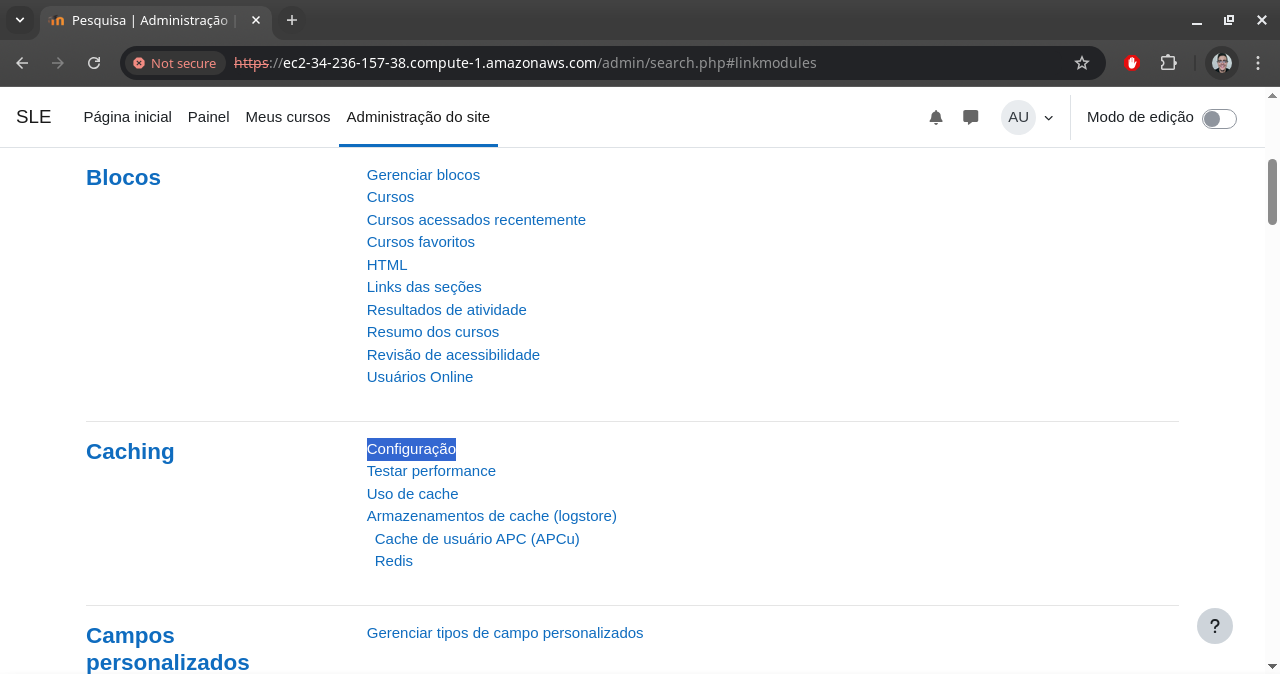 Pesquisa | Administração |
Not secure
https://ec2-34-236-157-38.compute-1.amazonaws.com/admin/search.php#linkmodules
SLE
Página inicial
Painel
Meus cursos
Administração do site
AU
Modo de edição
Blocos
Gerenciar blocos
Cursos
Cursos acessados recentemente
Cursos favoritos
HTML
Links das seções
Resultados de atividade
Resumo dos cursos
Revisão de acessibilidade
Usuários Online
Caching
Configuração
Testar performance
Uso de cache
Armazenamentos de cache (logstore)
Cache de usuário APC (APCu)
Redis
Campos
personalizados
Gerenciar tipos de campo personalizados
?